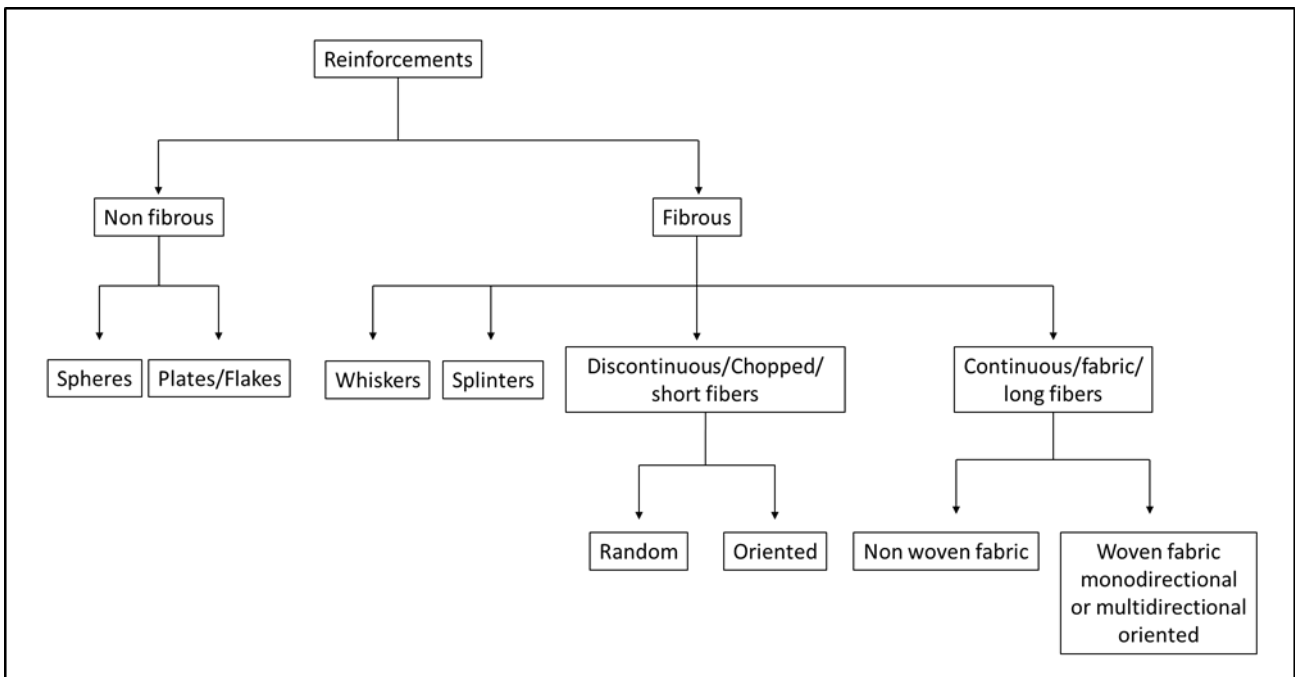 Reinforcements
Non fibrous
Fibrous
Spheres
Plates/Flakes
Whiskers
Splinters
Discontinuous/Chopped/
short fibers
Continuous/fabric/
long fibers
Random
Oriented
Non woven fabric
Woven fabric
monodirectional
or multidirectional
oriented